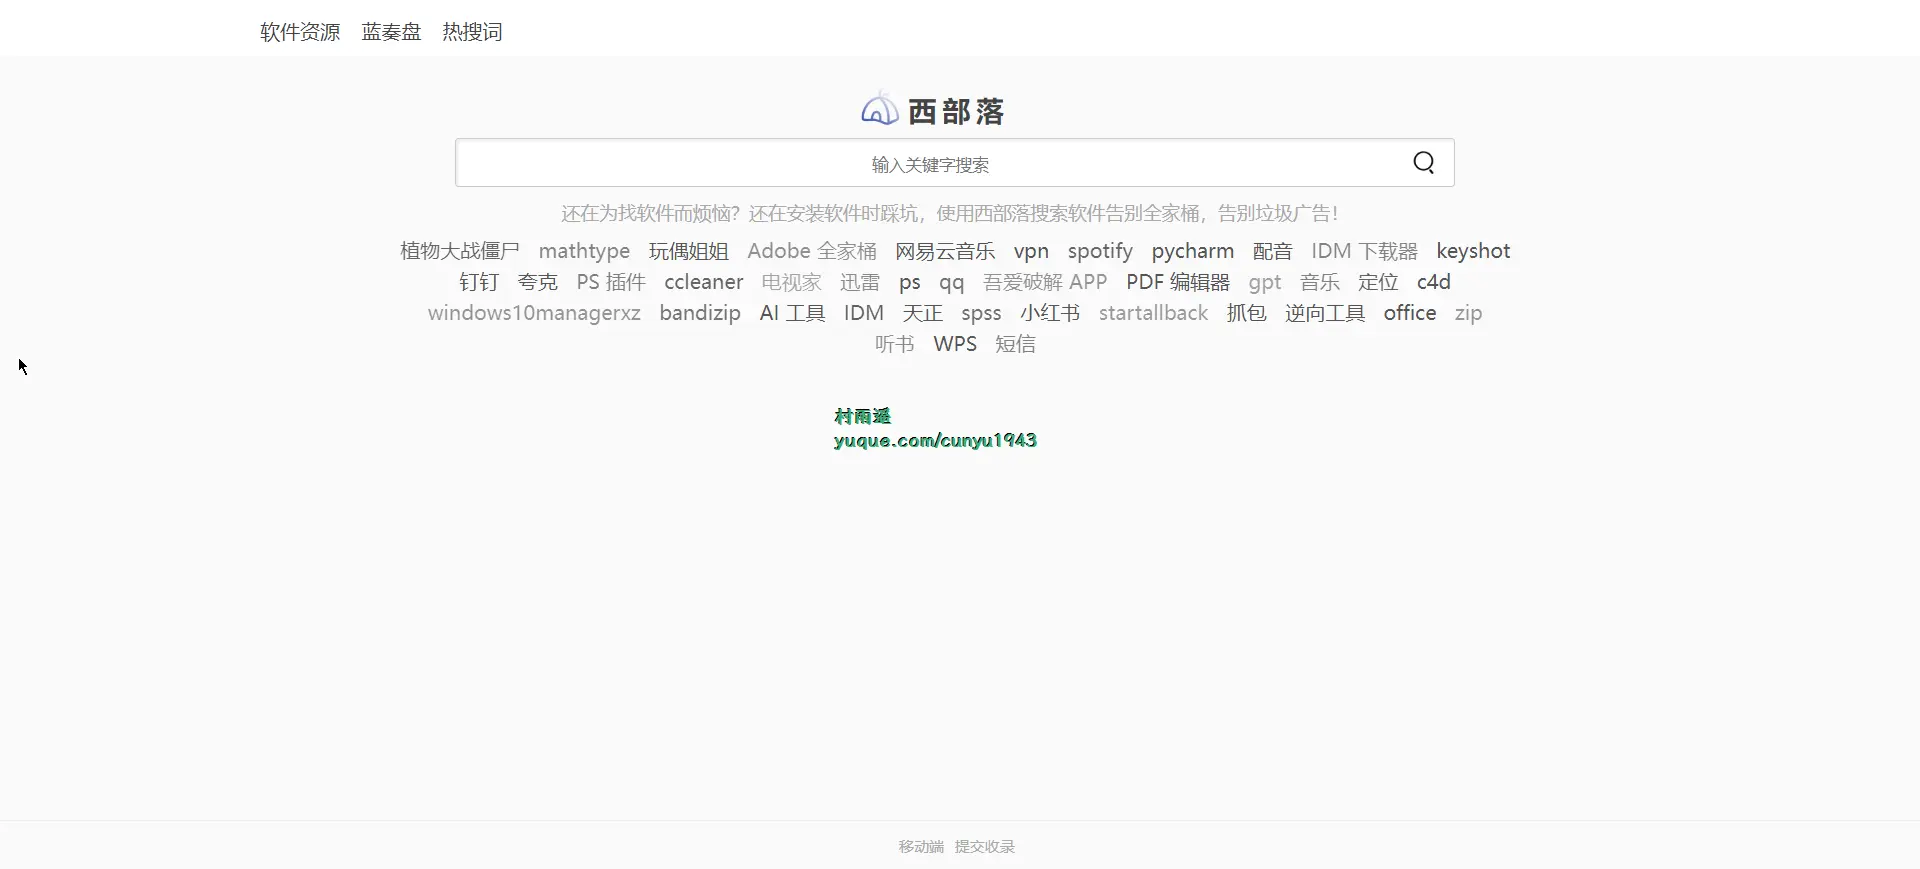 软件资源 蓝奏盘 热搜词
西部落
输入关键字搜索
还在为找软件而烦恼？还在安装软件时踩坑，使用西部落搜索软件告别全家桶，告别垃圾广告！
植物大战僵尸 mathtype 玩偶姐姐 Adobe 全家桶 网易云音乐 vpn spotify pycharm 配音 IDM 下载器 keyshot
钉钉 夸克 PS 插件 ccleaner 电视家 迅雷 ps qq 吾爱破解 APP PDF 编辑器 gpt 音乐 定位 c4d
windows10managerxz bandizip AI 工具 IDM 天正 spss 小红书 startallback 抓包 逆向工具 office zip
听书 WPS 短信
村雨遥
yuque.com/cunyu1943
移动端 提交收录